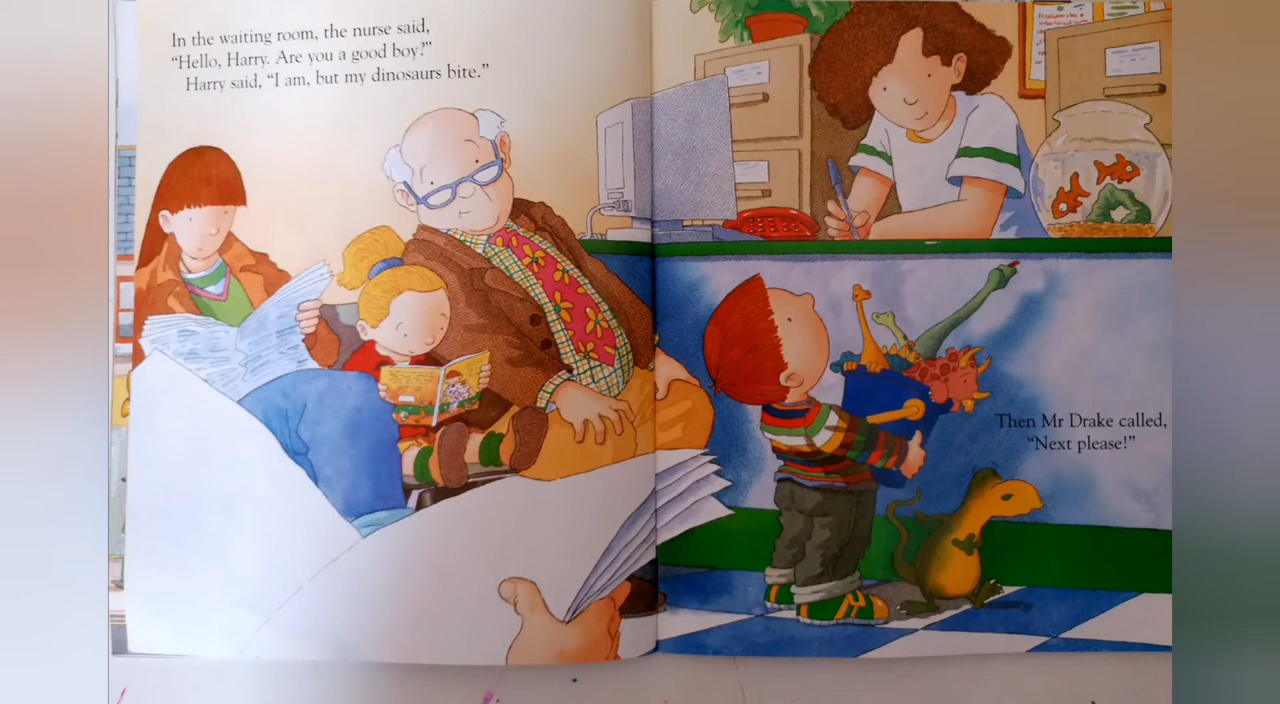 In the waiting room, the nurse said,
“Hello, Harry. Are you a good boy?”
Harry said, “I am, but my dinosaurs bite.”
Then Mr Drake called,
“Next please!”